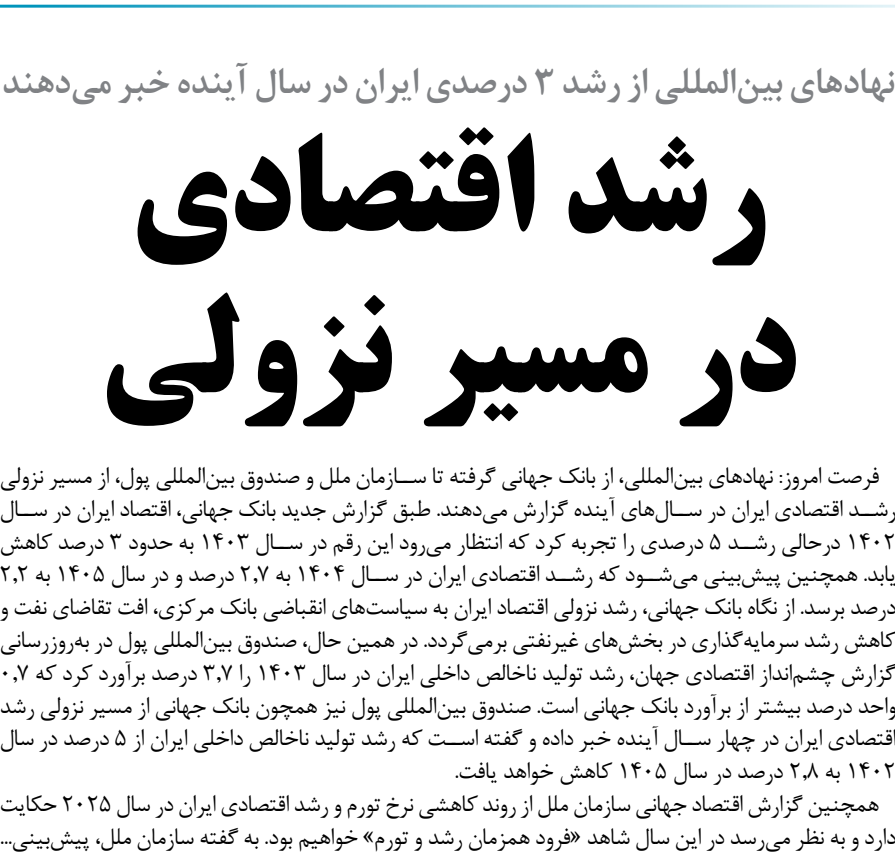 نهادهای بین‌المللی از رشد ۳ درصدی ایران در سال آینده خبر می‌دهند
رشد اقتصادی
در مسیر نزولی
فرصت امروز: نهادهای بین‌المللی، از بانک جهانی گرفته تا سازمان ملل و صندوق بین‌المللی پول، از مسیر نزولی
رشد اقتصادی ایران در سال‌های آینده گزارش می‌دهند. طبق گزارش جدید بانک جهانی، اقتصاد ایران در سال
۱۴۰۲ درحالی رشد ۵ درصدی را تجربه کرد که انتظار می‌رود این رقم در سال ۱۴۰۳ به حدود ۳ درصد کاهش
یابد. همچنین پیش‌بینی می‌شود که رشد اقتصادی ایران در سال ۱۴۰۴ به ۲٫۷ درصد و در سال ۱۴۰۵ به ۲٫۲
درصد برسد. از نگاه بانک جهانی، رشد نزولی اقتصاد ایران به سیاست‌های انقباضی بانک مرکزی، افت تقاضای نفت و
کاهش رشد سرمایه‌گذاری در بخش‌های غیرنفتی برمی‌گردد. در همین حال، صندوق بین‌المللی پول در به‌روزرسانی
گزارش چشم‌انداز اقتصادی جهان، رشد تولید ناخالص داخلی ایران در سال ۱۴۰۳ را ۳٫۷ درصد برآورد کرد که ۰٫۷
واحد درصد بیشتر از برآورد بانک جهانی است. صندوق بین‌المللی پول نیز همچون بانک جهانی از مسیر نزولی رشد
اقتصادی ایران در چهار سال آینده خبر داده و گفته است که رشد تولید ناخالص داخلی ایران از ۵ درصد در سال
۱۴۰۲ به ۲٫۸ درصد در سال ۱۴۰۵ کاهش خواهد یافت.
همچنین گزارش اقتصاد جهانی سازمان ملل از روند کاهشی نرخ تورم و رشد اقتصادی ایران در سال ۲۰۲۵ حکایت
دارد و به نظر می‌رسد در این سال شاهد «فرود همزمان رشد و تورم» خواهیم بود. به گفته سازمان ملل، پیش‌بینی...